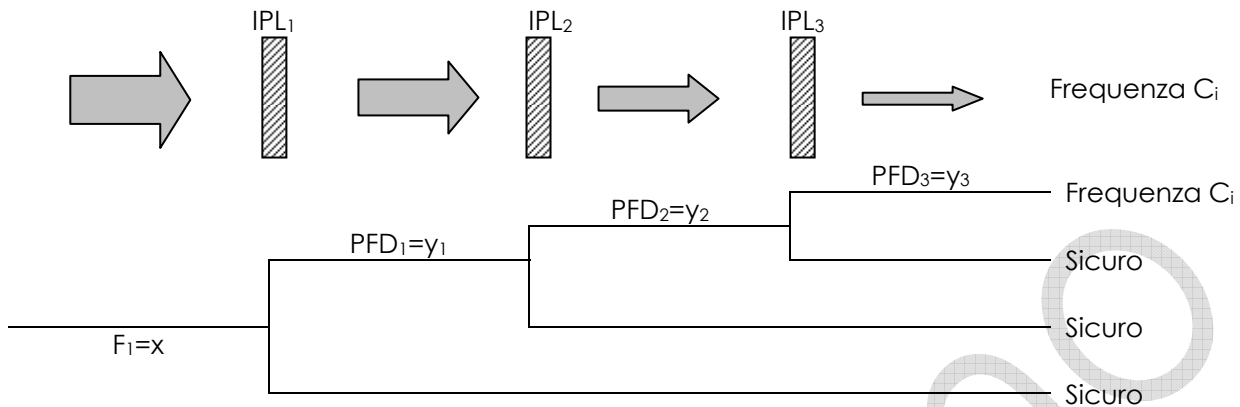 IPL₁ IPL₂ IPL₃
Frequenza Cᵢ
PFD₃=y₃
Frequenza Cᵢ
PFD₂=y₂
PFD₁=y₁
Sicuro
Sicuro
F₁=x
Sicuro